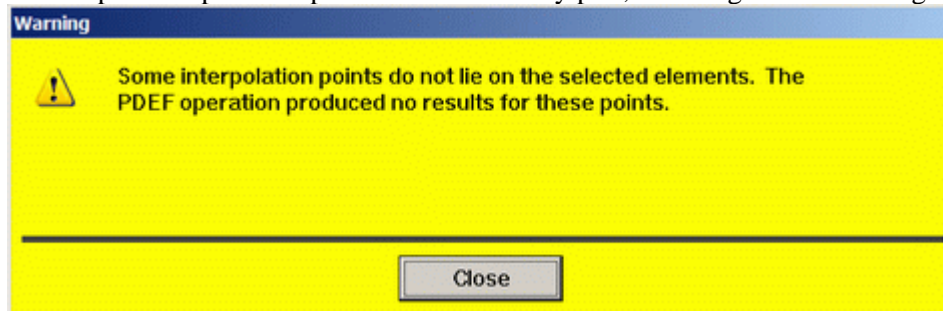 Warning
Some interpolation points do not lie on the selected elements. The
PDEF operation produced no results for these points.
Close